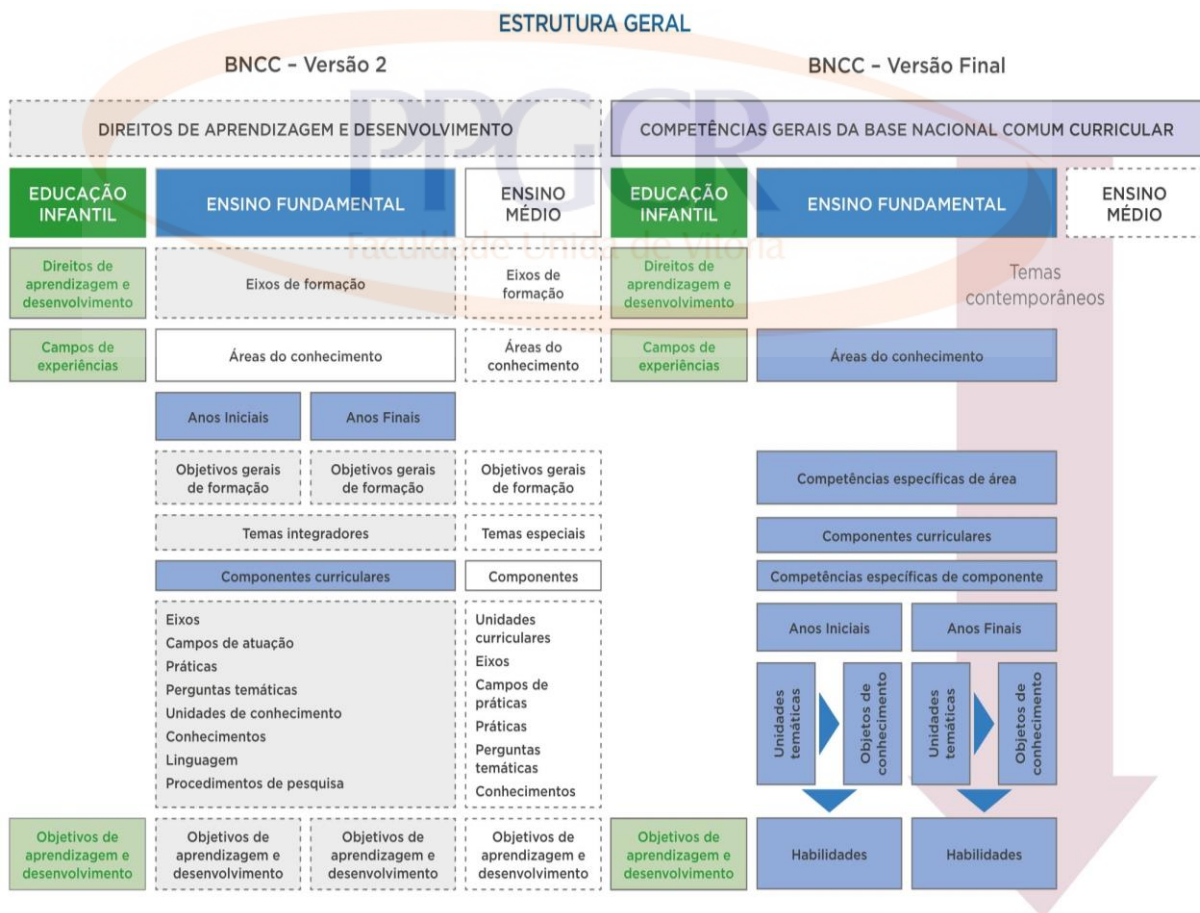 ESTRUTURA GERAL
BNCC – Versão 2
BNCC – Versão Final
DIREITOS DE APRENDIZAGEM E DESENVOLVIMENTO
COMPETÊNCIAS GERAIS DA BASE NACIONAL COMUM CURRICULAR
PPGCR
Faculdade Unida de Vitória
EDUCAÇÃO
INFANTIL
ENSINO FUNDAMENTAL
ENSINO
MÉDIO
EDUCAÇÃO
INFANTIL
ENSINO FUNDAMENTAL
ENSINO
MÉDIO
Direitos de
aprendizagem e
desenvolvimento
Eixos de formação
Eixos de
formação
Direitos de
aprendizagem e
desenvolvimento
Temas
contemporâneos
Campos de
experiências
Áreas do conhecimento
Áreas do
conhecimento
Campos de
experiências
Áreas do conhecimento
Anos Iniciais
Anos Finais
Objetivos gerais
de formação
Objetivos gerais
de formação
Objetivos gerais
de formação
Competências específicas de área
Temas integradores
Temas especiais
Componentes curriculares
Componentes curriculares
Componentes
Competências específicas de componente
Eixos
Campos de atuação
Práticas
Perguntas temáticas
Unidades de conhecimento
Conhecimentos
Linguagem
Procedimentos de pesquisa
Unidades
curriculares
Eixos
Campos de
práticas
Práticas
Perguntas
temáticas
Conhecimentos
Anos Iniciais
Anos Finais
Unidades
temáticas
Objetos de
conhecimento
Unidades
temáticas
Objetos de
conhecimento
Objetivos de
aprendizagem e
desenvolvimento
Objetivos de
aprendizagem e
desenvolvimento
Objetivos de
aprendizagem e
desenvolvimento
Objetivos de
aprendizagem e
desenvolvimento
Objetivos de
aprendizagem e
desenvolvimento
Habilidades
Habilidades